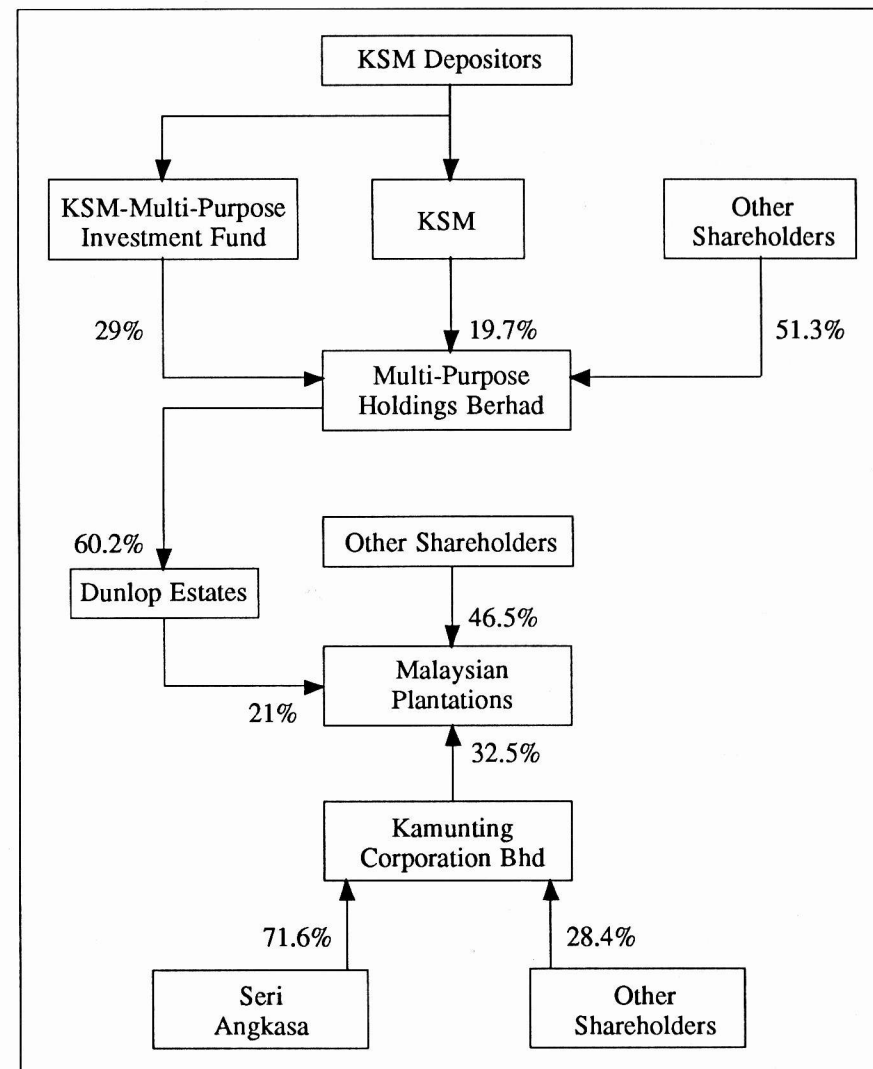 KSM Depositors
KSM-Multi-Purpose
Investment Fund
KSM
Other
Shareholders
29%
19.7%
51.3%
Multi-Purpose
Holdings Berhad
60.2%
Other Shareholders
Dunlop Estates
46.5%
Malaysian
Plantations
21%
32.5%
Kamunting
Corporation Bhd
71.6%
28.4%
Seri
Angkasa
Other
Shareholders